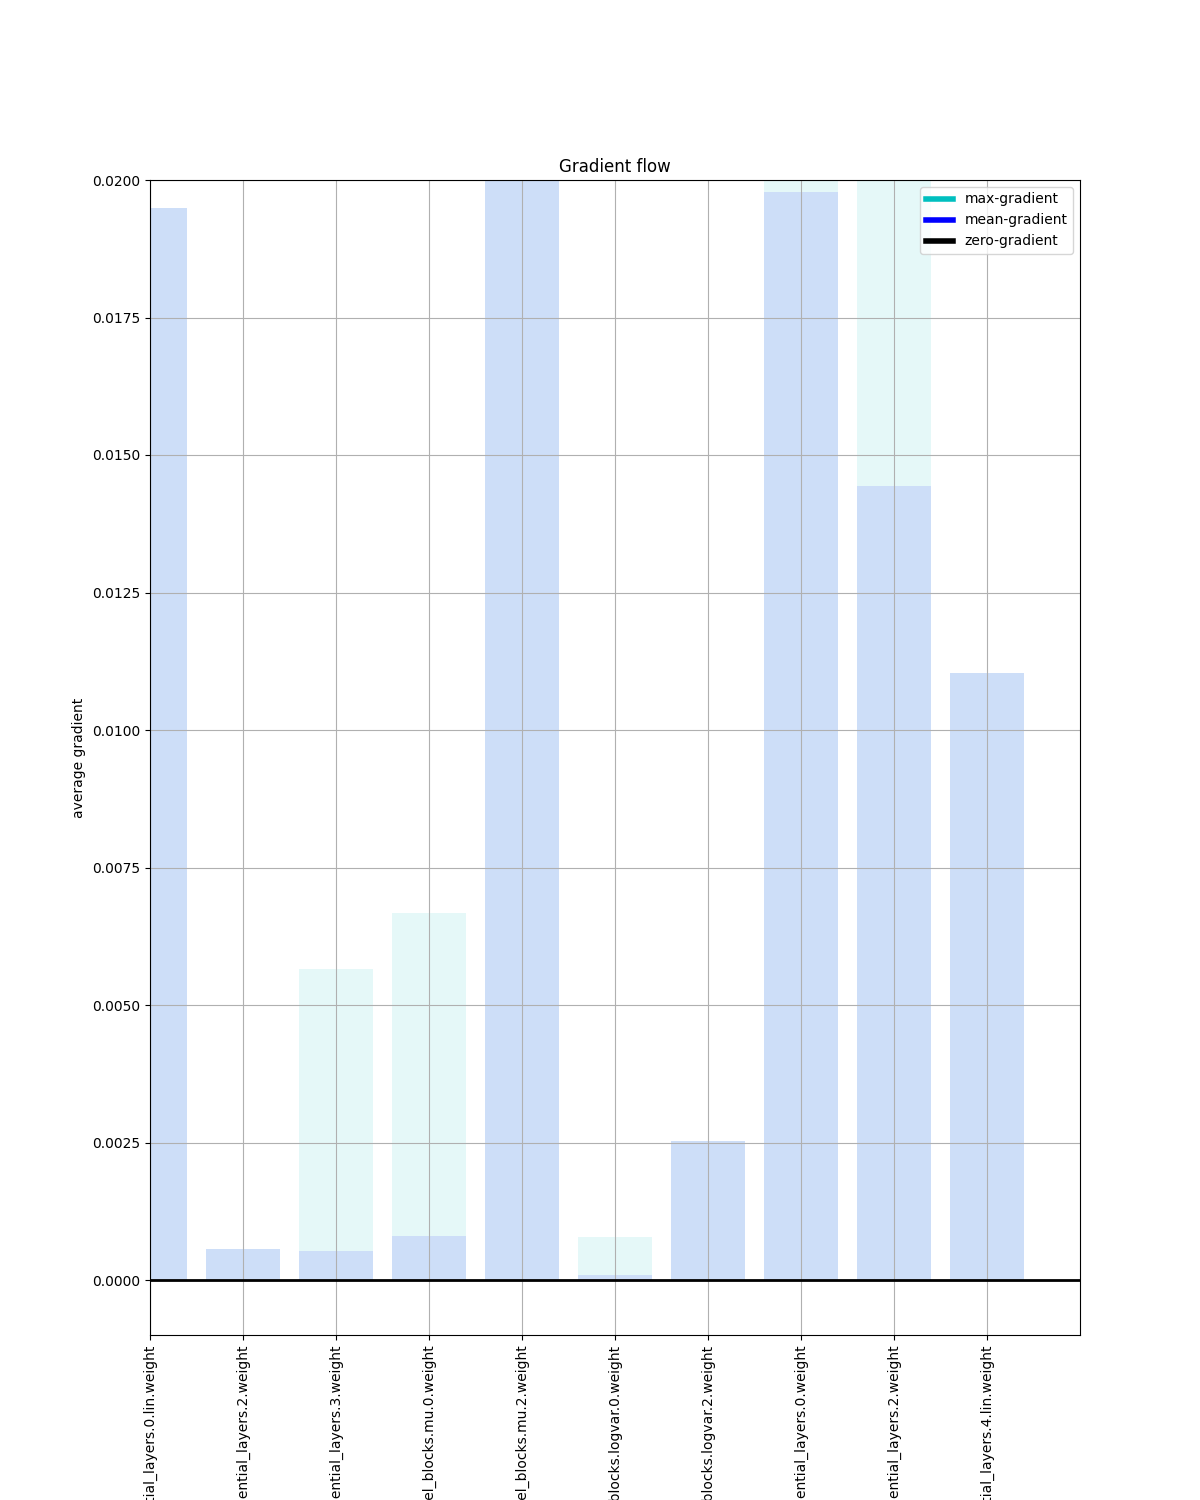 Gradient flow
max-gradient
mean-gradient
zero-gradient
0.0200
0.0175
0.0150
0.0125
0.0100
0.0075
0.0050
0.0025
0.0000
average gradient
tial_layers.0.lin.weight
ential_layers.2.weight
ential_layers.3.weight
el_blocks.mu.0.weight
el_blocks.mu.2.weight
blocks.logvar.0.weight
blocks.logvar.2.weight
ential_layers.0.weight
ential_layers.2.weight
tial_layers.4.lin.weight